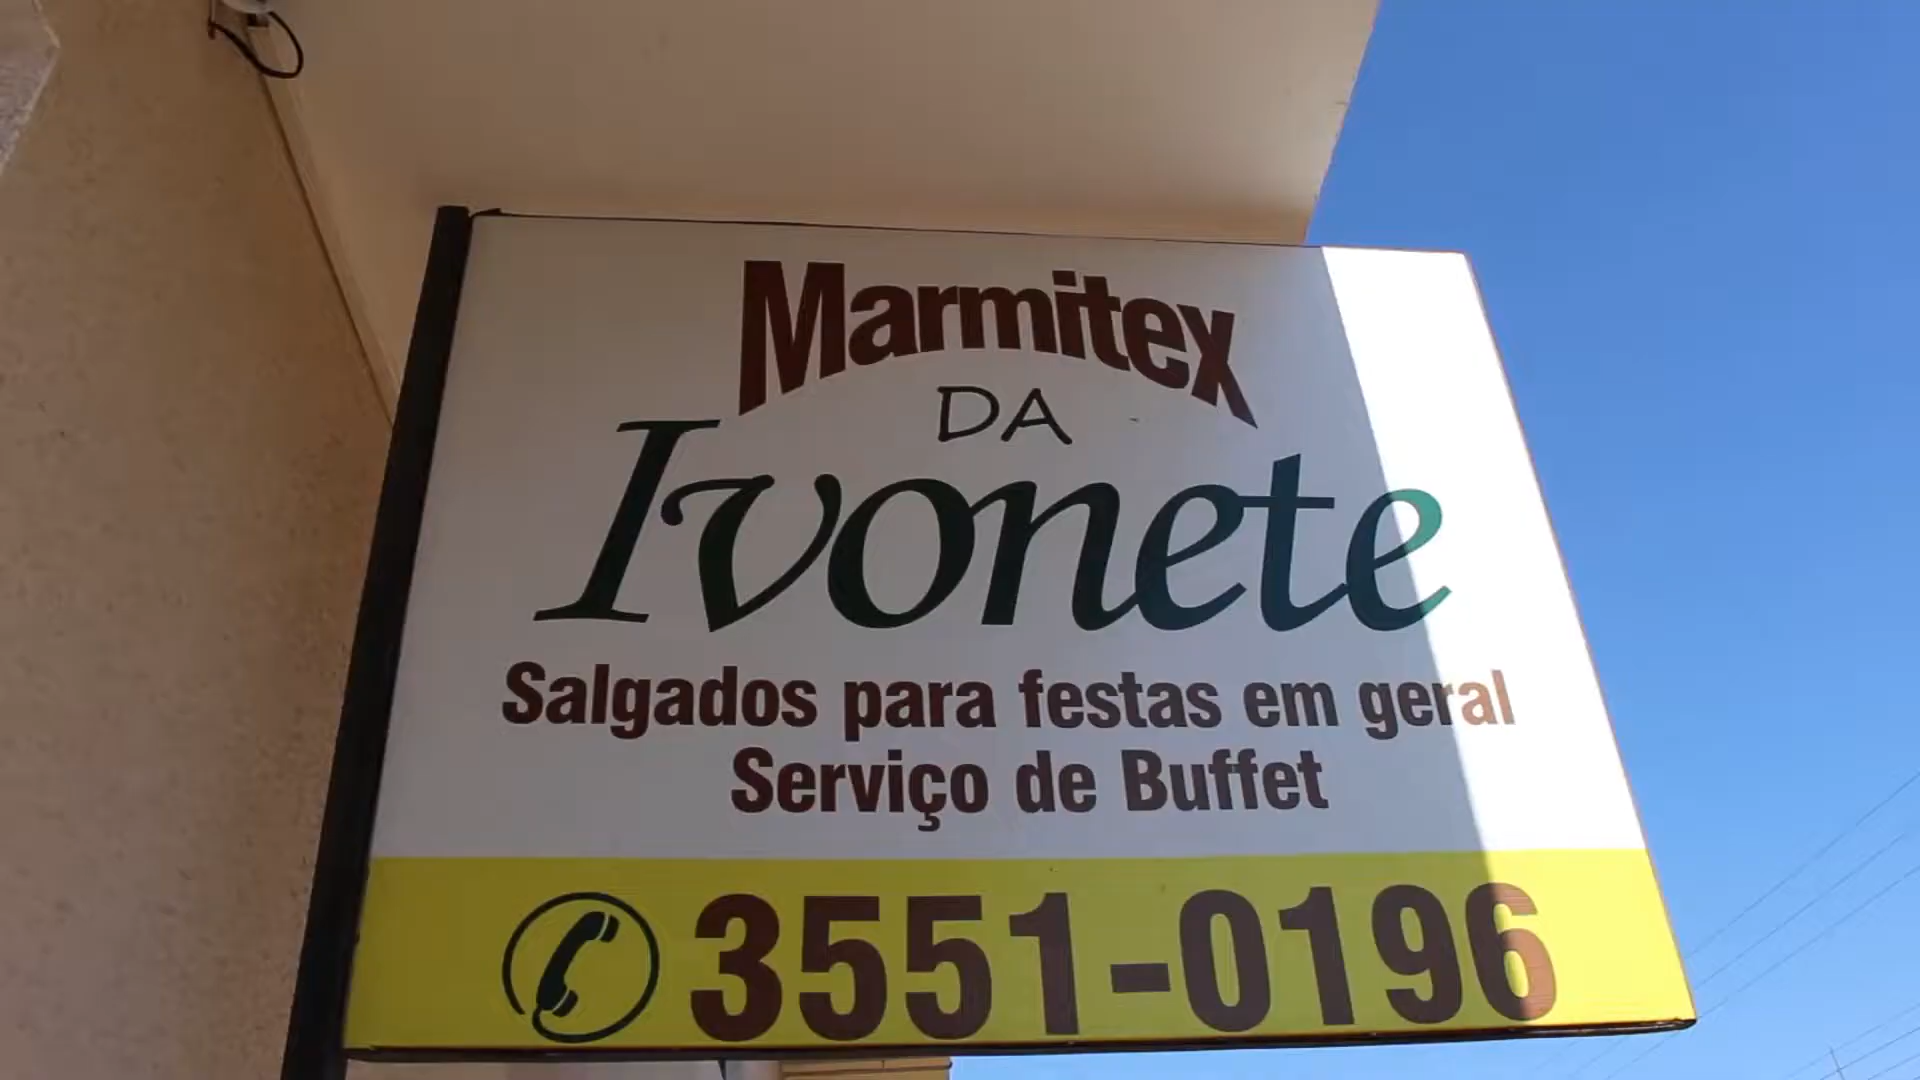 Marmitex
DA
Ivonete
Salgados para festas em geral
Serviço de Buffet
3551-0196